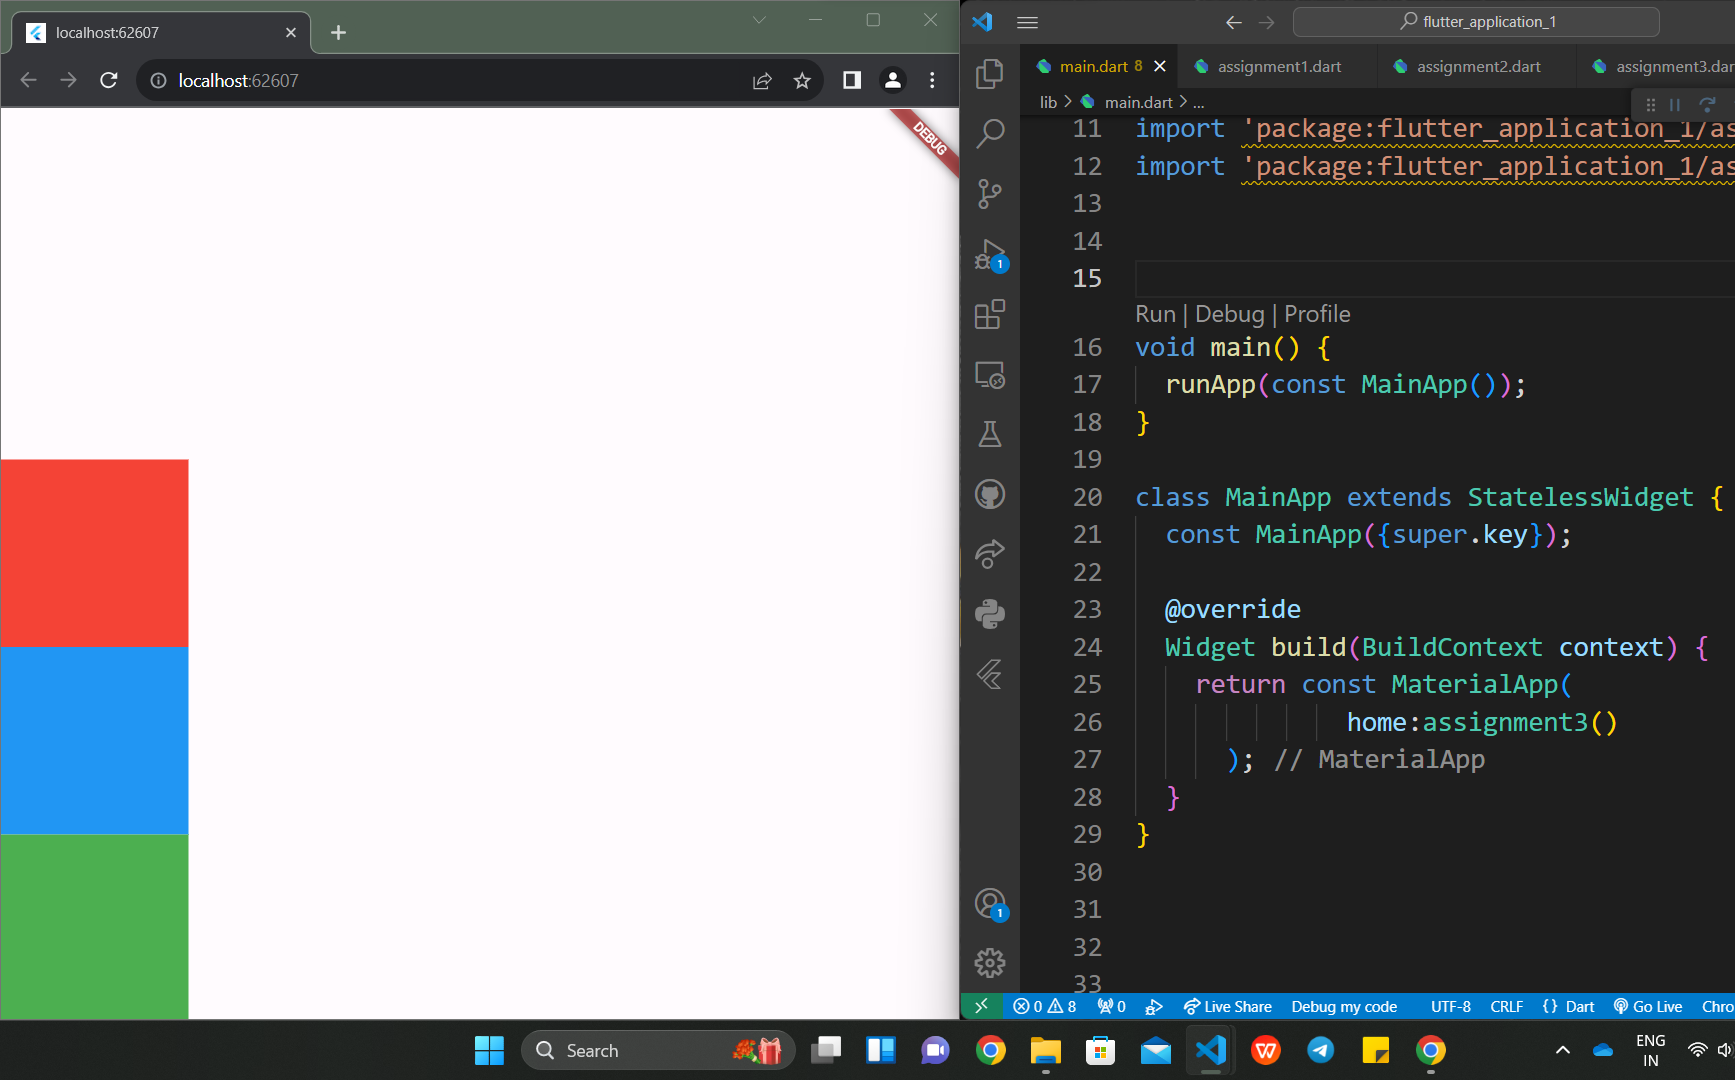 localhost:62607
localhost:62607
DEBUG
flutter_application_1
main.dart 8
assignment1.dart
assignment2.dart
assignment3.dar
lib > main.dart > ...
11 import 'package:flutter_application_1/as
12 import 'package:flutter_application_1/as
13
14
15
Run | Debug | Profile
16 void main() {
17 runApp(const MainApp());
18 }
19
20 class MainApp extends StatelessWidget {
21 const MainApp({super.key});
22
23 @override
24 Widget build(BuildContext context) {
25 return const MaterialApp(
26 home:assignment3()
27 ); // MaterialApp
28 }
29 }
30
31
32
33
1
1
0 8 0 Live Share Debug my code UTF-8 CRLF {} Dart Go Live Chro
Search
ENG
IN